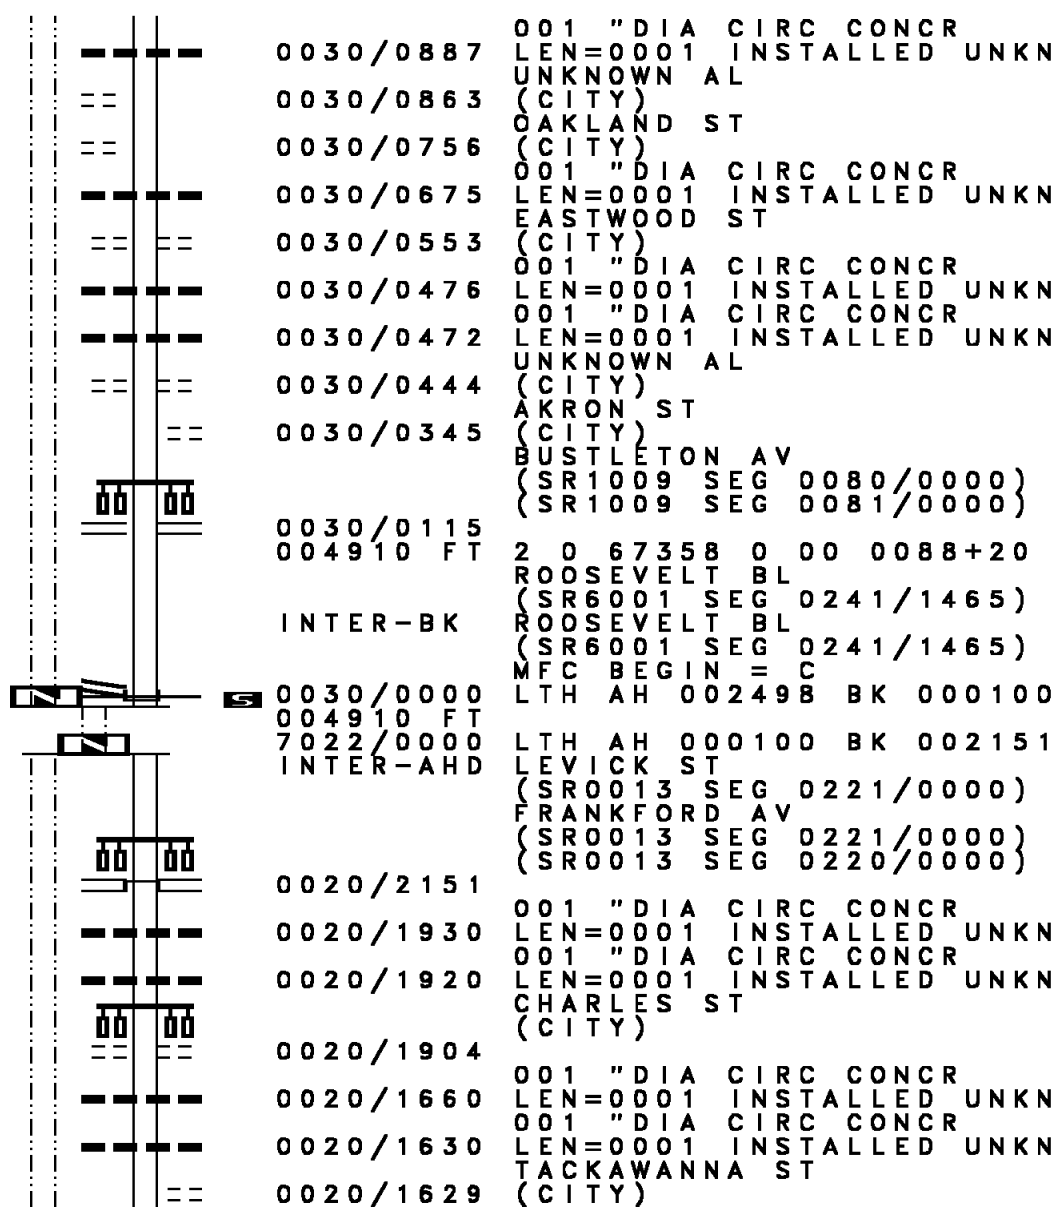 001 "DIA CIRC CONCR
0030/0887 LEN=0001 INSTALLED UNKN
UNKNOWN AL
0030/0863 (CITY)
OAKLAND ST
0030/0756 (CITY)
001 "DIA CIRC CONCR
0030/0675 LEN=0001 INSTALLED UNKN
EASTWOOD ST
0030/0553 (CITY)
001 "DIA CIRC CONCR
0030/0476 LEN=0001 INSTALLED UNKN
001 "DIA CIRC CONCR
0030/0472 LEN=0001 INSTALLED UNKN
UNKNOWN AL
0030/0444 (CITY)
AKRON ST
0030/0345 (CITY)
BUSTLETON AV
(SR1009 SEG 0080/0000)
(SR1009 SEG 0081/0000)
0030/0115
004910 FT 2 0 67358 0 00 0088+20
ROOSEVELT BL
(SR6001 SEG 0241/1465)
INTER-BK ROOSEVELT BL
(SR6001 SEG 0241/1465)
MFC BEGIN = C
S 0030/0000 LTH AH 002498 BK 000100
004910 FT
7022/0000 LTH AH 000100 BK 002151
INTER-AHD LEVICK ST
(SR0013 SEG 0221/0000)
FRANKFORD AV
(SR0013 SEG 0221/0000)
(SR0013 SEG 0220/0000)
0020/2151
001 "DIA CIRC CONCR
0020/1930 LEN=0001 INSTALLED UNKN
001 "DIA CIRC CONCR
0020/1920 LEN=0001 INSTALLED UNKN
CHARLES ST
(CITY)
0020/1904
001 "DIA CIRC CONCR
0020/1660 LEN=0001 INSTALLED UNKN
001 "DIA CIRC CONCR
0020/1630 LEN=0001 INSTALLED UNKN
TACKAWANNA ST
0020/1629 (CITY)